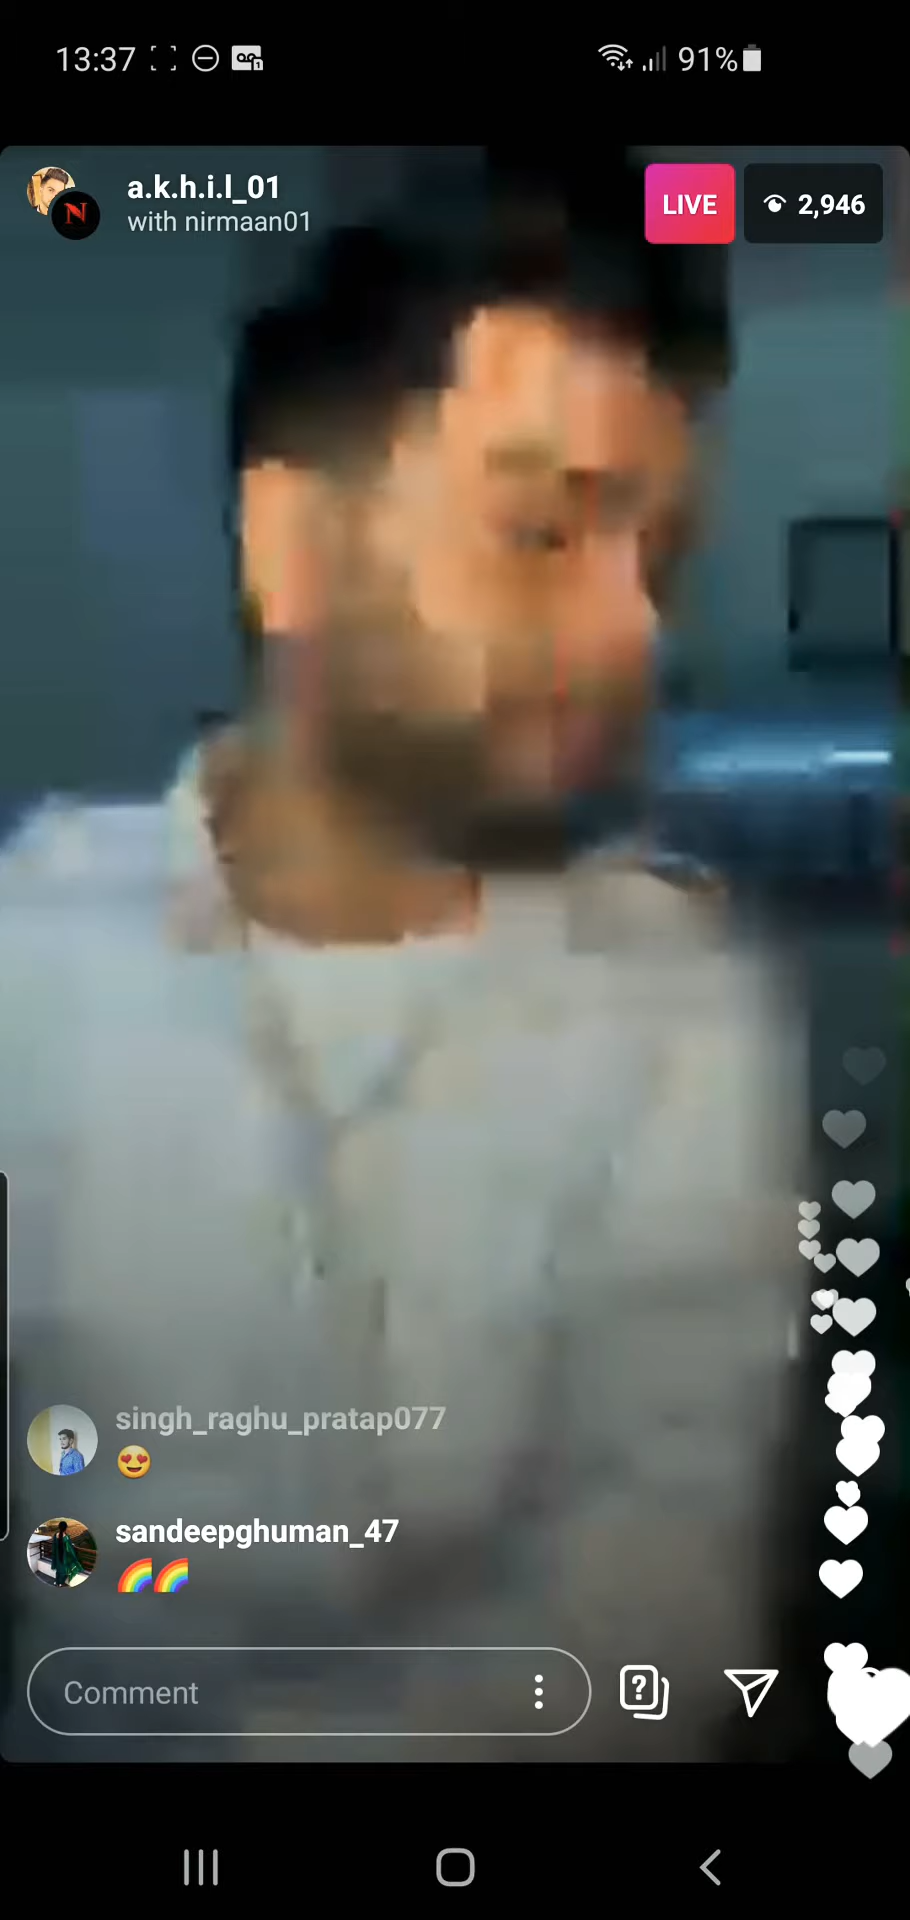 13:37
91%
a.k.h.i.l_01
with nirmaan01
LIVE
2,946
N
singh_raghu_pratap077
😍
sandeepghuman_47
🌈🌈
Comment